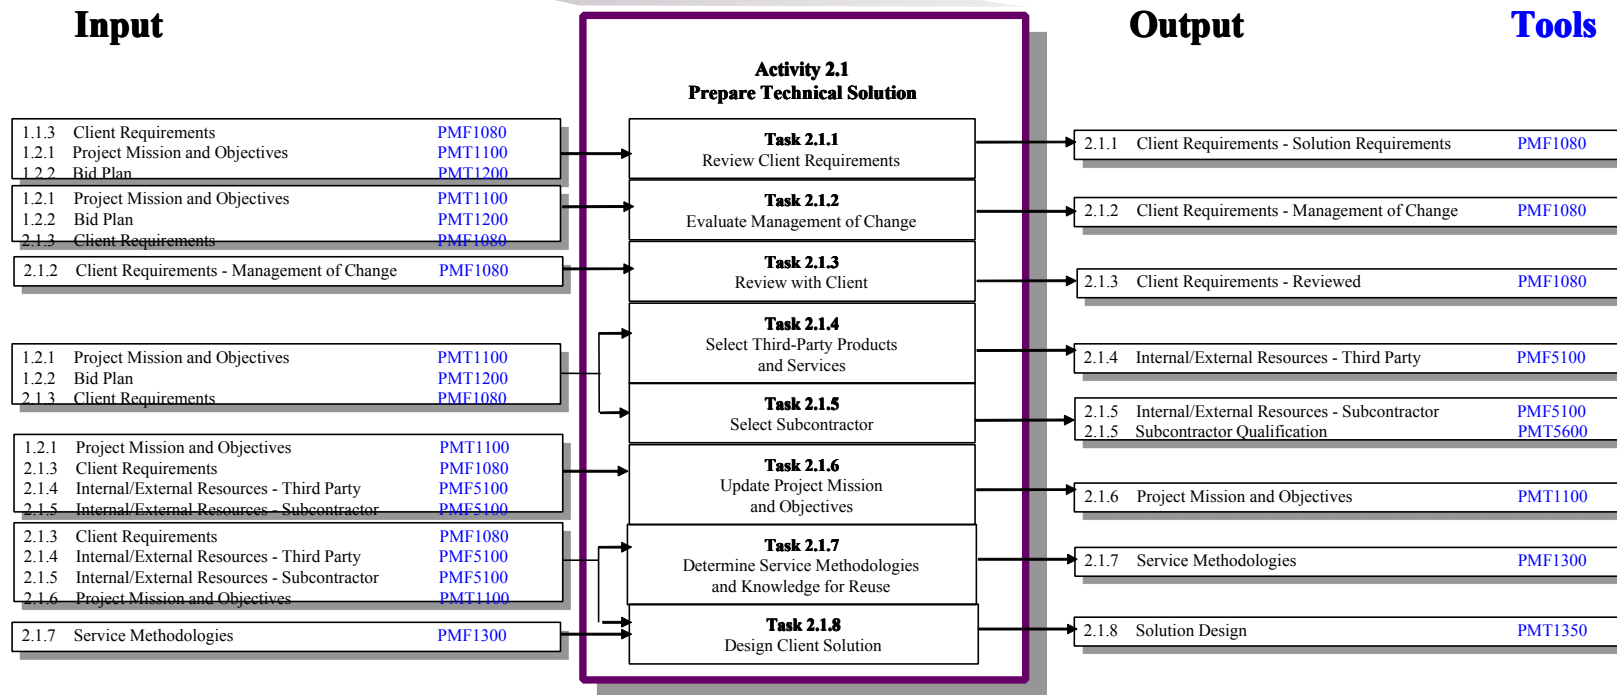 Input
Output
Tools
Activity 2.1
Prepare Technical Solution
1.1.3 Client Requirements PMF1080
1.2.1 Project Mission and Objectives PMT1100
1.2.2 Bid Plan PMT1200
Task 2.1.1
Review Client Requirements
2.1.1 Client Requirements - Solution Requirements PMF1080
1.2.1 Project Mission and Objectives PMT1100
1.2.2 Bid Plan PMT1200
2.1.3 Client Requirements PMF1080
Task 2.1.2
Evaluate Management of Change
2.1.2 Client Requirements - Management of Change PMF1080
2.1.2 Client Requirements - Management of Change PMF1080
Task 2.1.3
Review with Client
2.1.3 Client Requirements - Reviewed PMF1080
1.2.1 Project Mission and Objectives PMT1100
1.2.2 Bid Plan PMT1200
2.1.3 Client Requirements PMF1080
Task 2.1.4
Select Third-Party Products
and Services
2.1.4 Internal/External Resources - Third Party PMF5100
Task 2.1.5
Select Subcontractor
2.1.5 Internal/External Resources - Subcontractor PMF5100
2.1.5 Subcontractor Qualification PMT5600
1.2.1 Project Mission and Objectives PMT1100
2.1.3 Client Requirements PMF1080
2.1.4 Internal/External Resources - Third Party PMF5100
2.1.5 Internal/External Resources - Subcontractor PMF5100
Task 2.1.6
Update Project Mission
and Objectives
2.1.6 Project Mission and Objectives PMT1100
2.1.3 Client Requirements PMF1080
2.1.4 Internal/External Resources - Third Party PMF5100
2.1.5 Internal/External Resources - Subcontractor PMF5100
2.1.6 Project Mission and Objectives PMT1100
Task 2.1.7
Determine Service Methodologies
and Knowledge for Reuse
2.1.7 Service Methodologies PMF1300
2.1.7 Service Methodologies PMF1300
Task 2.1.8
Design Client Solution
2.1.8 Solution Design PMT1350